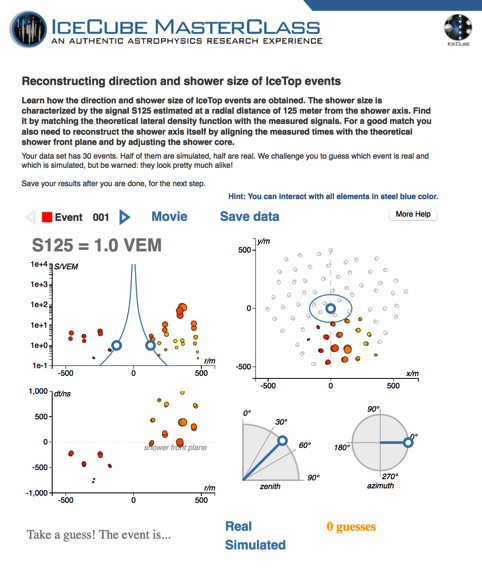 IceCube MasterClass
AN AUTHENTIC ASTROPHYSICS RESEARCH EXPERIENCE
ICECUBE
Reconstructing direction and shower size of IceTop events
Learn how the direction and shower size of IceTop events are obtained. The shower size is
characterized by the signal S125 estimated at a radial distance of 125 meter from the shower axis. Find
it by matching the theoretical lateral density function with the measured signals. For a good match you
also need to reconstruct the shower axis itself by aligning the measured times with the theoretical
shower front plane and by adjusting the shower core.
Your data set has 30 events. Half of them are simulated, half are real. We challenge you to guess which event is real and
which is simulated, but be warned: they look pretty much alike!
Save your results after you are done, for the next step.
Hint: You can interact with all elements in steel blue color.
Event 001 Movie Save data More Help
S125 = 1.0 VEM
1e+4 S/VEM
1e+3
1e+2
1e+1
1e+0
1e-1
r/m
-500 0 500
y/m
500
0
-500
x/m
-500 0 500
1,000 dt/ns
500
0
shower front plane
-500
-1,000
r/m
-500 0 500
0°
30°
60°
90°
zenith
90°
180°
0°
270°
azimuth
Take a guess! The event is...
Real
Simulated
0 guesses